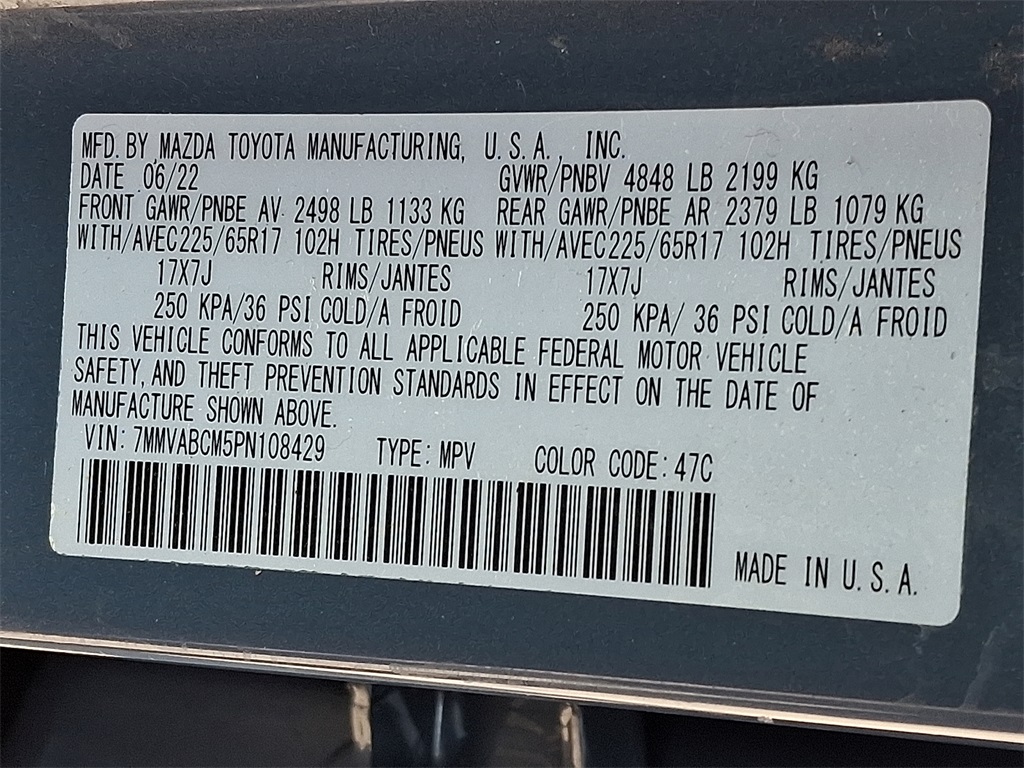 MFD. BY MAZDA TOYOTA MANUFACTURING, U.S.A., INC.
DATE 06/22 GVWR/PNBV 4848 LB 2199 KG
FRONT GAWR/PNBE AV 2498 LB 1133 KG REAR GAWR/PNBE AR 2379 LB 1079 KG
WITH/AVEC225/65R17 102H TIRES/PNEUS WITH/AVEC225/65R17 102H TIRES/PNEUS
17X7J RIMS/JANTES 17X7J RIMS/JANTES
250 KPA/36 PSI COLD/A FROID 250 KPA/ 36 PSI COLD/A FROID
THIS VEHICLE CONFORMS TO ALL APPLICABLE FEDERAL MOTOR VEHICLE
SAFETY, AND THEFT PREVENTION STANDARDS IN EFFECT ON THE DATE OF
MANUFACTURE SHOWN ABOVE.
VIN: 7MMVABCM5PN108429 TYPE: MPV COLOR CODE: 47C
MADE IN U.S.A.